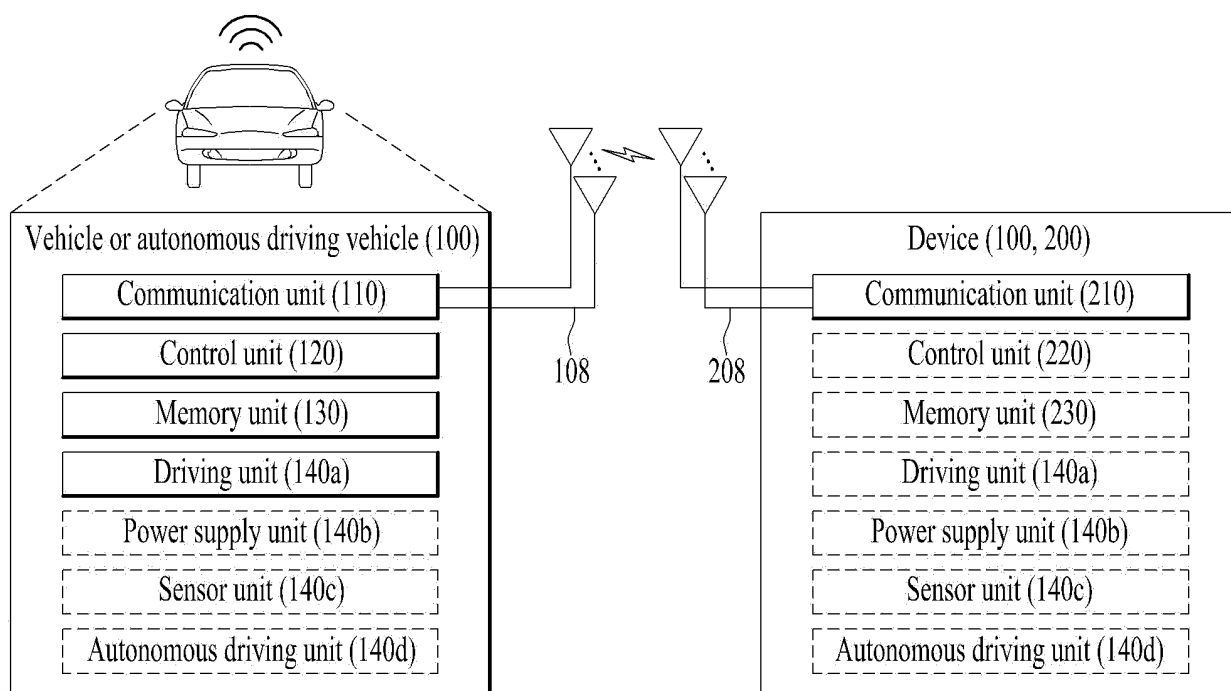 Vehicle or autonomous driving vehicle (100)
Communication unit (110)
Control unit (120)
Memory unit (130)
Driving unit (140a)
Power supply unit (140b)
Sensor unit (140c)
Autonomous driving unit (140d)
108
208
Device (100, 200)
Communication unit (210)
Control unit (220)
Memory unit (230)
Driving unit (140a)
Power supply unit (140b)
Sensor unit (140c)
Autonomous driving unit (140d)